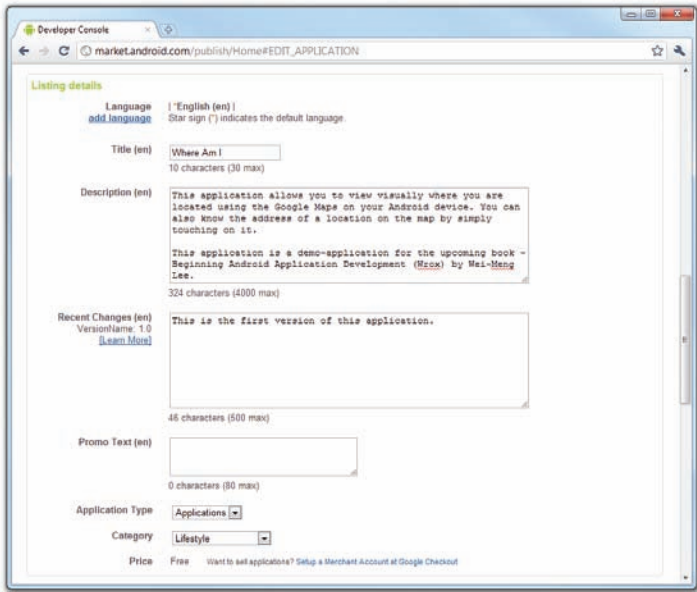 Developer Console
market.android.com/publish/Home#EDIT_APPLICATION
Listing details
Language | *English (en) |
add language Star sign (*) indicates the default language.
Title (en) Where Am I
10 characters (30 max)
Description (en) This application allows you to view visually where you are
located using the Google Maps on your Android device. You can
also know the address of a location on the map by simply
touching on it.
This application is a demo-application for the upcoming book -
Beginning Android Application Development (Wrox) by Wei-Meng
Lee.
324 characters (4000 max)
Recent Changes (en) This is the first version of this application.
VersionName: 1.0
[Learn More]
46 characters (500 max)
Promo Text (en)
0 characters (80 max)
Application Type Applications
Category Lifestyle
Price Free Want to sell applications? Setup a Merchant Account at Google Checkout